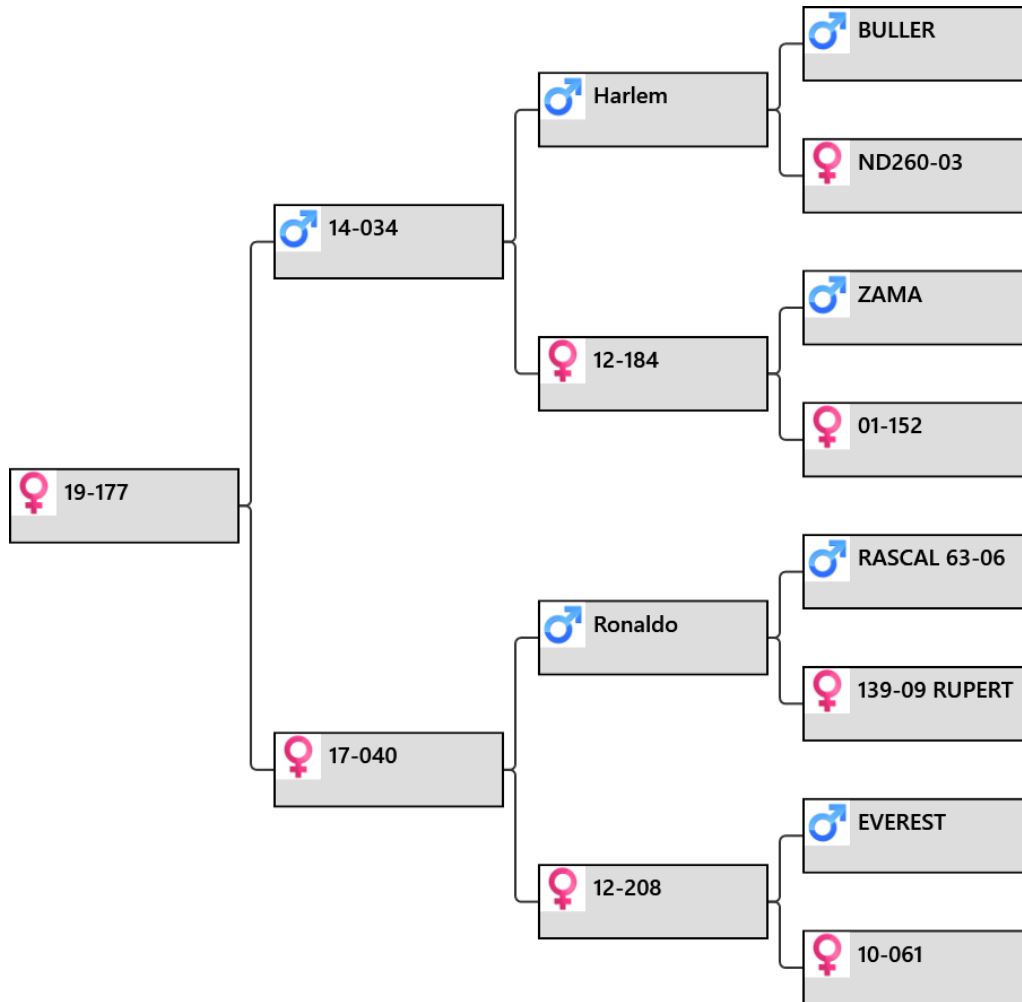 BULLER
Harlem
ND260-03
14-034
ZAMA
12-184
01-152
19-177
RASCAL 63-06
Ronaldo
139-09 RUPERT
17-040
EVEREST
12-208
10-061